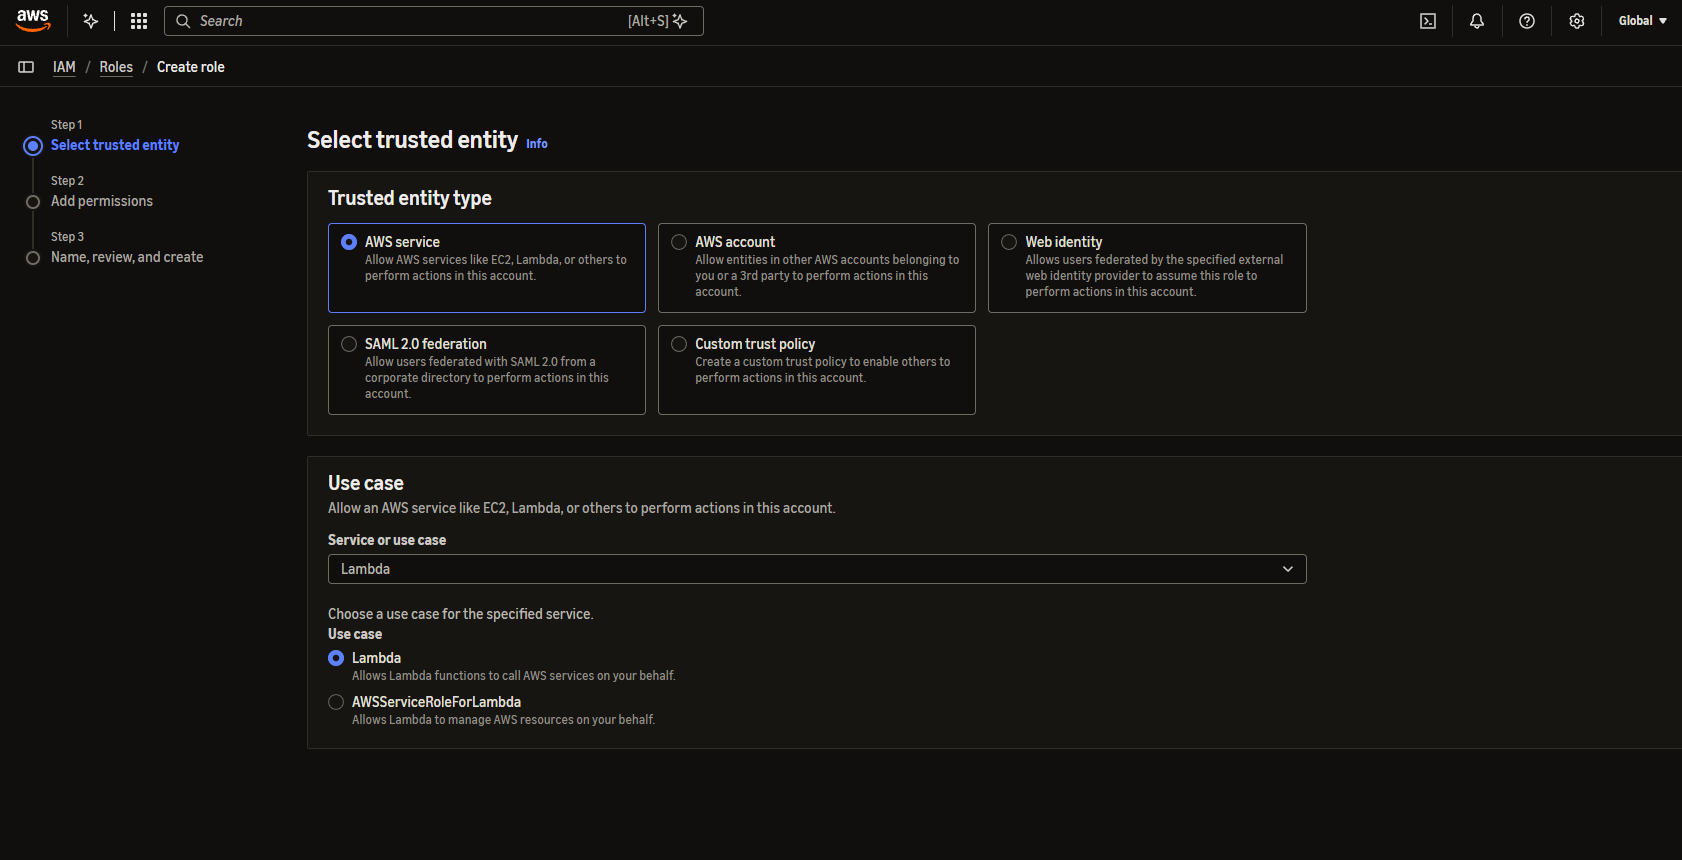 aws
Search [Alt+S]
Global
IAM / Roles / Create role
Step 1
Select trusted entity
Step 2
Add permissions
Step 3
Name, review, and create
Select trusted entity Info
Trusted entity type
AWS service
Allow AWS services like EC2, Lambda, or others to
perform actions in this account.
AWS account
Allow entities in other AWS accounts belonging to
you or a 3rd party to perform actions in this
account.
Web identity
Allows users federated by the specified external
web identity provider to assume this role to
perform actions in this account.
SAML 2.0 federation
Allow users federated with SAML 2.0 from a
corporate directory to perform actions in this
account.
Custom trust policy
Create a custom trust policy to enable others to
perform actions in this account.
Use case
Allow an AWS service like EC2, Lambda, or others to perform actions in this account.
Service or use case
Lambda
Choose a use case for the specified service.
Use case
Lambda
Allows Lambda functions to call AWS services on your behalf.
AWSServiceRoleForLambda
Allows Lambda to manage AWS resources on your behalf.